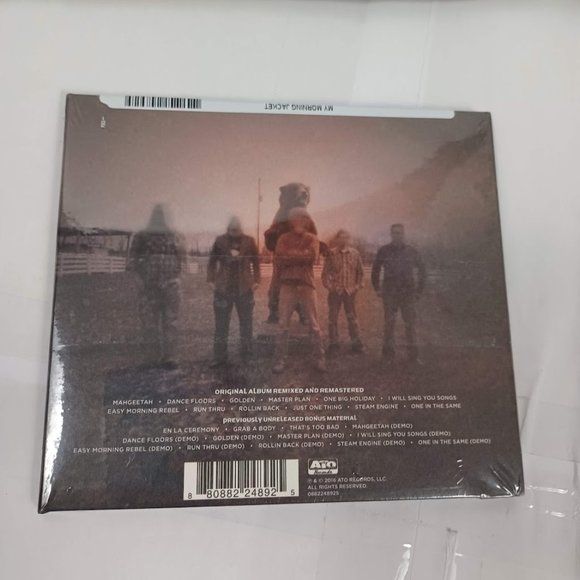 MY MORNING JACKET
ORIGINAL ALBUM REMIXED AND REMASTERED
MAHGEETAH • DANCE FLOORS • GOLDEN • MASTER PLAN • ONE BIG HOLIDAY • I WILL SING YOU SONGS
EASY MORNING REBEL • RUN THRU • ROLLIN BACK • JUST ONE THING • STEAM ENGINE • ONE IN THE SAME
PREVIOUSLY UNRELEASED BONUS MATERIAL
EN LA CEREMONY • GRAB A BODY • THAT'S TOO BAD • MAHGEETAH (DEMO)
DANCE FLOORS (DEMO) • GOLDEN (DEMO) • MASTER PLAN (DEMO) • I WILL SING YOU SONGS (DEMO)
EASY MORNING REBEL (DEMO) • RUN THRU (DEMO) • ROLLIN BACK (DEMO) • STEAM ENGINE (DEMO) • ONE IN THE SAME (DEMO)
8 80882 24892 5
ATO
Records
℗ & © 2016 ATO RECORDS, LLC.
ALL RIGHTS RESERVED.
0882248925